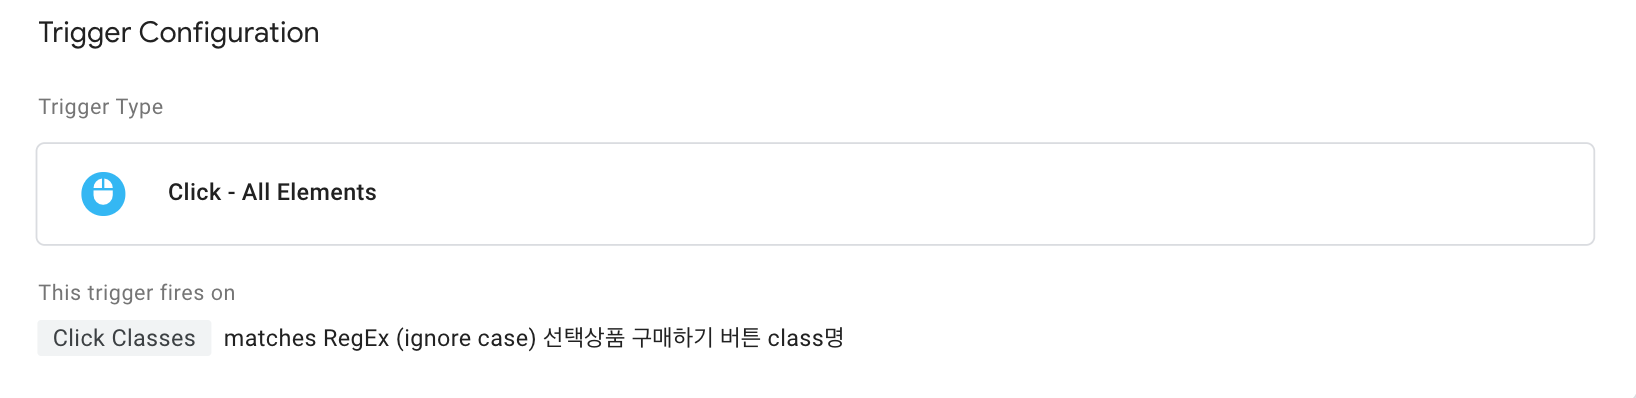 Trigger Configuration
Trigger Type
Click - All Elements
This trigger fires on
Click Classes matches RegEx (ignore case) 선택상품 구매하기 버튼 class명